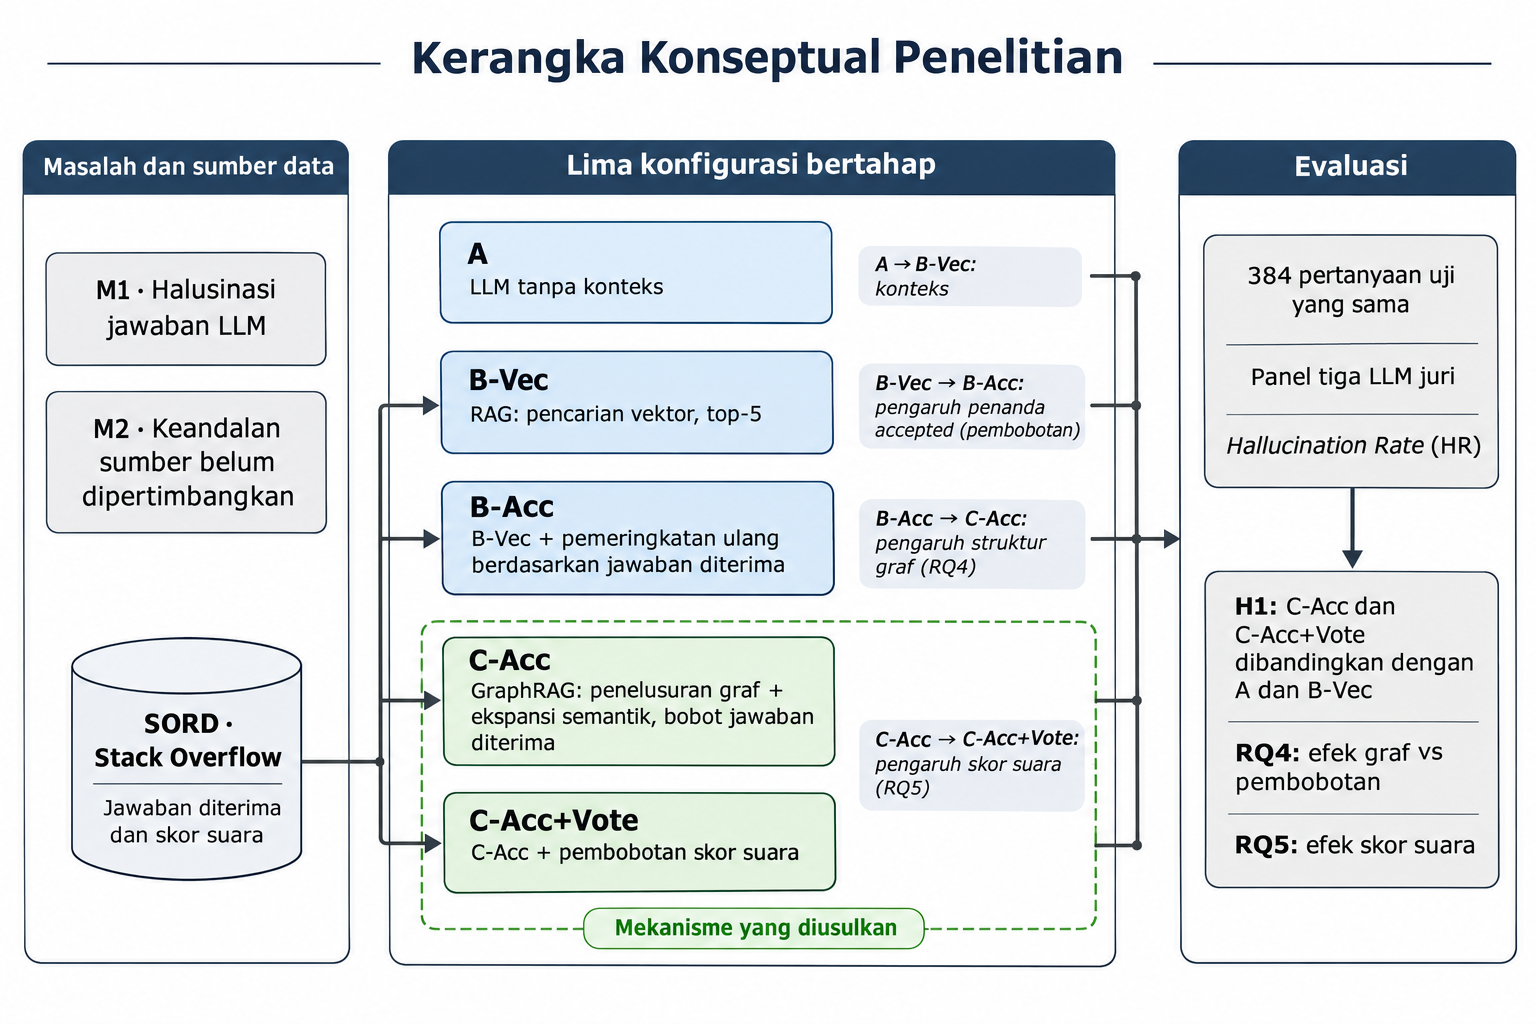 Kerangka Konseptual Penelitian
Masalah dan sumber data
M1 · Halusinasi
jawaban LLM
M2 · Keandalan
sumber belum
dipertimbangkan
SORD ·
Stack Overflow
Jawaban diterima
dan skor suara
Lima konfigurasi bertahap
A
LLM tanpa konteks
A → B-Vec:
konteks
B-Vec
RAG: pencarian vektor, top-5
B-Vec → B-Acc:
pengaruh penanda
accepted (pembobotan)
B-Acc
B-Vec + pemeringkatan ulang
berdasarkan jawaban diterima
B-Acc → C-Acc:
pengaruh struktur
graf (RQ4)
C-Acc
GraphRAG: penelusuran graf +
ekspansi semantik, bobot jawaban
diterima
C-Acc → C-Acc+Vote:
pengaruh skor suara
(RQ5)
C-Acc+Vote
C-Acc + pembobotan skor suara
Mekanisme yang diusulkan
Evaluasi
384 pertanyaan uji
yang sama
Panel tiga LLM juri
Hallucination Rate (HR)
H1: C-Acc dan
C-Acc+Vote
dibandingkan dengan
A dan B-Vec
RQ4: efek graf vs
pembobotan
RQ5: efek skor suara